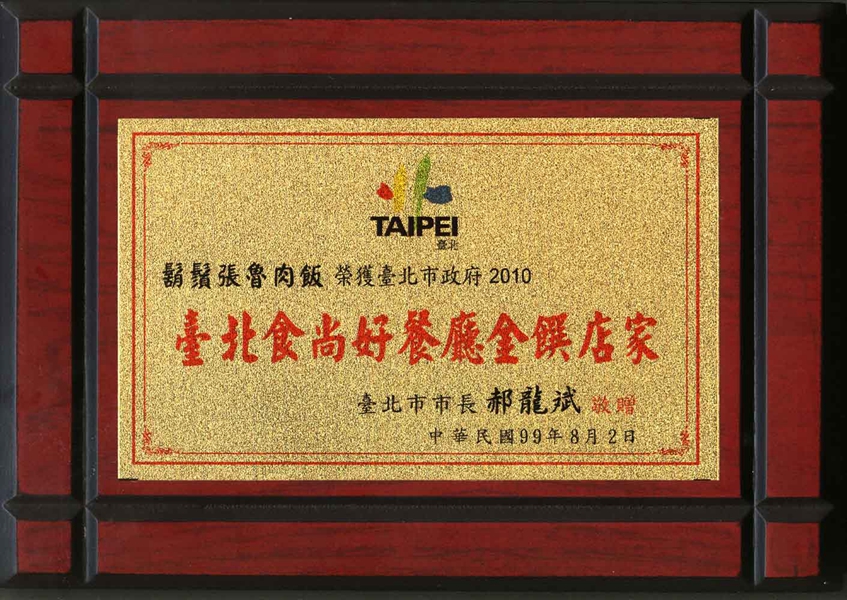 TAIPEI
臺北
鬍鬚張魯肉飯 榮獲臺北市政府 2010
臺北食尚好餐廳金饌店家
臺北市市長 郝龍斌 敬贈
中華民國99年8月2日